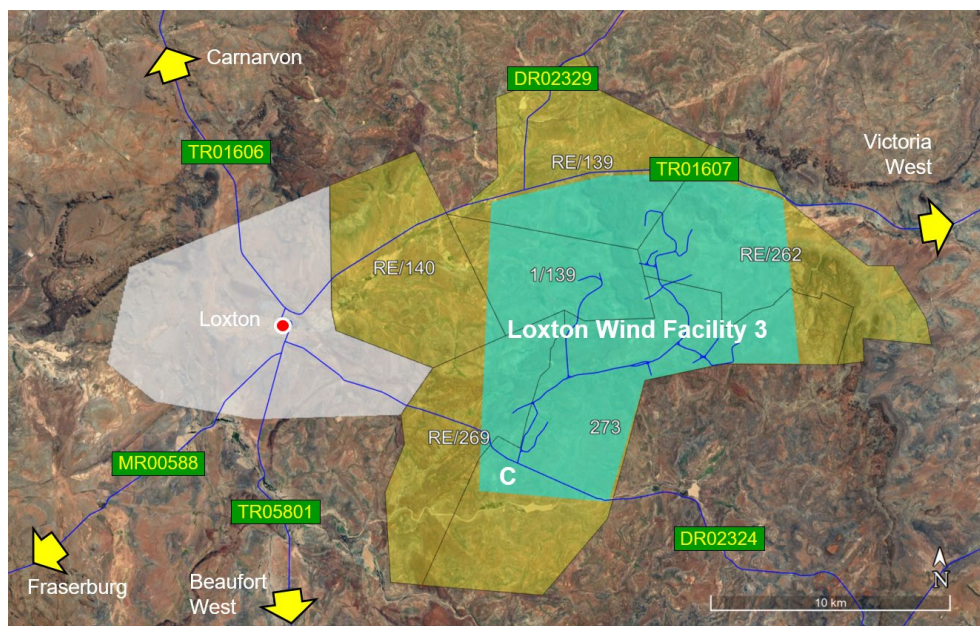 Carnarvon
DR02329
TR01606
RE/139
TR01607
Victoria
West
RE/140
1/139
RE/262
Loxton
Loxton Wind Facility 3
RE/269
273
MR00588
C
TR05801
DR02324
Fraserburg
Beaufort
West
N
10 km